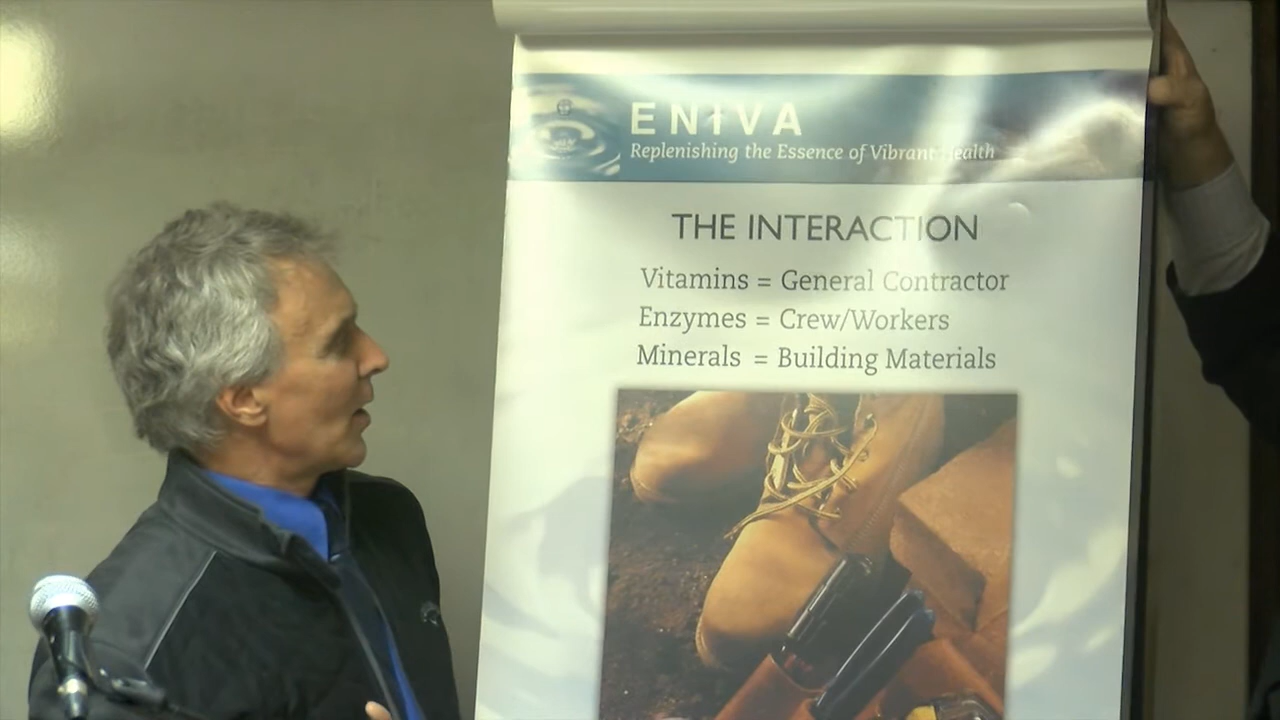 ENIVA
Replenishing the Essence of Vibrant Health
THE INTERACTION
Vitamins = General Contractor
Enzymes = Crew/Workers
Minerals = Building Materials